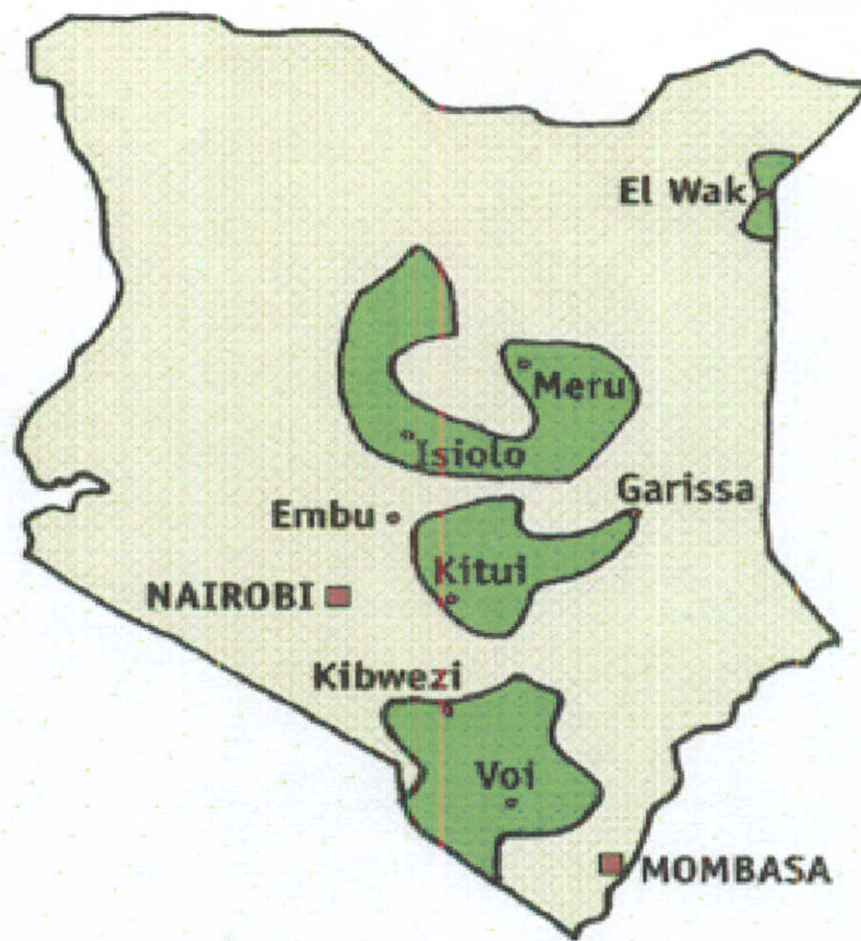 El Wak
Meru
Isiolo
Garissa
Embu
Kitui
NAIROBI
Kibwezi
Voi
MOMBASA